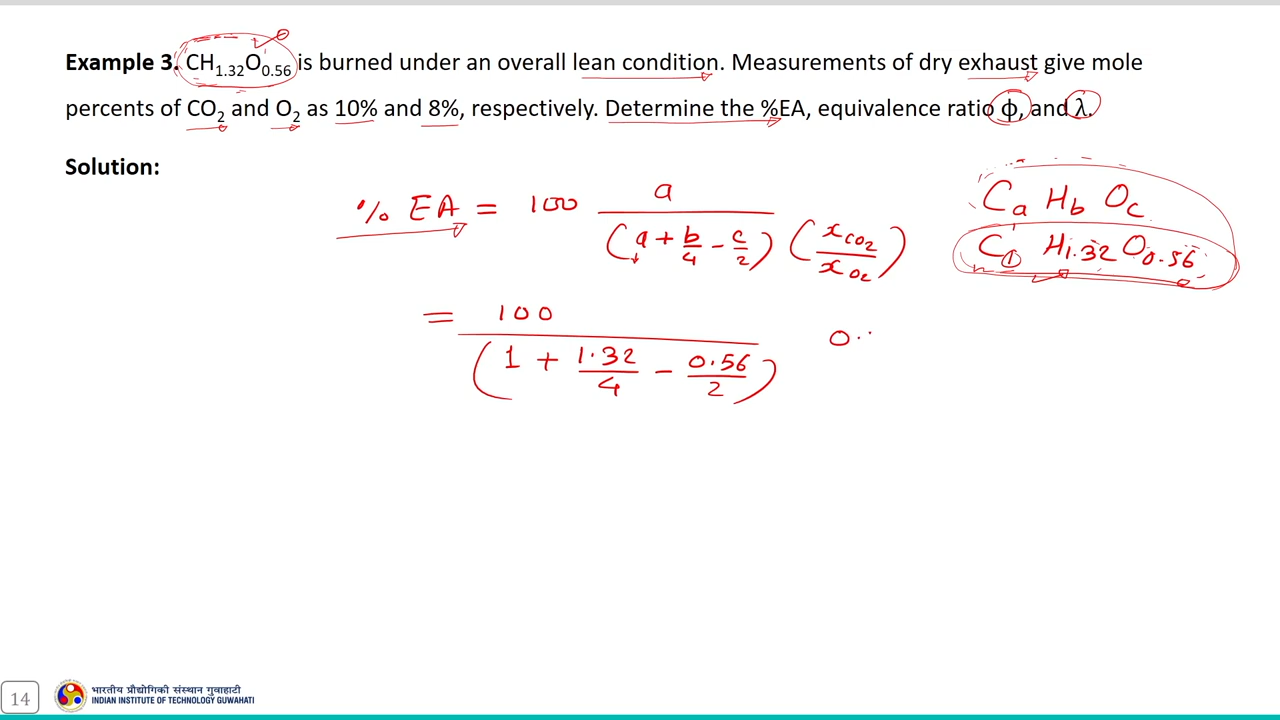 Example 3. CH1.32O0.56 is burned under an overall lean condition. Measurements of dry exhaust give mole
percents of CO2 and O2 as 10% and 8%, respectively. Determine the %EA, equivalence ratio ϕ, and λ.
Solution:
% EA = 100 a / (a + b/4 - c/2) (x CO2 / x O2)
Ca Hb Oc
C1 H1.32 O0.56
= 100 / (1 + 1.32/4 - 0.56/2) 0.
14
भारतीय प्रौद्योगिकी संस्थान गुवाहाटी
INDIAN INSTITUTE OF TECHNOLOGY GUWAHATI